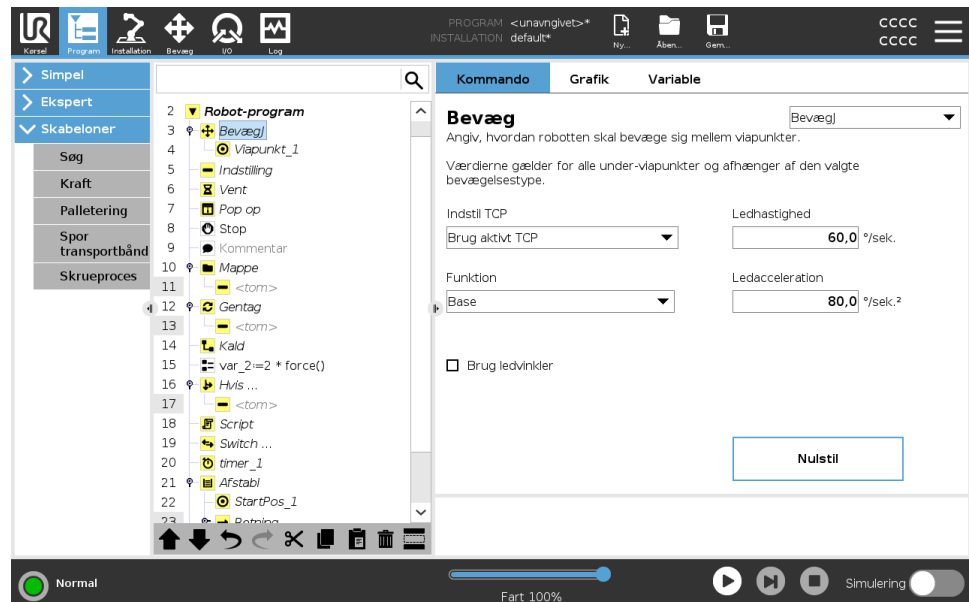 PROGRAM <unavngivet>*
INSTALLATION default*
Kørsel
Program
Installation
Bevæg
I/O
Log
Ny...
Åben...
Gem...
CCCC
CCCC
Simpel
Ekspert
Skabeloner
Søg
Kraft
Palletering
Spor
transportbånd
Skrueproces
2 Robot-program
3 BevægJ
4 Viapunkt_1
5 Indstilling
6 Vent
7 Pop op
8 Stop
9 Kommentar
10 Mappe
11 <tom>
12 Gentag
13 <tom>
14 Kald
15 var_2:=2 * force()
16 Hvis ...
17 <tom>
18 Script
19 Switch ...
20 timer_1
21 Afstabl
22 StartPos_1
23 Retning
Kommando
Grafik
Variable
Bevæg
BevægJ
Angiv, hvordan robotten skal bevæge sig mellem viapunkter.
Værdierne gælder for alle under-viapunkter og afhænger af den valgte
bevægelsestype.
Indstil TCP
Ledhastighed
Brug aktivt TCP
60,0 °/sek.
Funktion
Ledacceleration
Base
80,0 °/sek.²
Brug ledvinkler
Nulstil
Normal
Fart 100%
Simulering